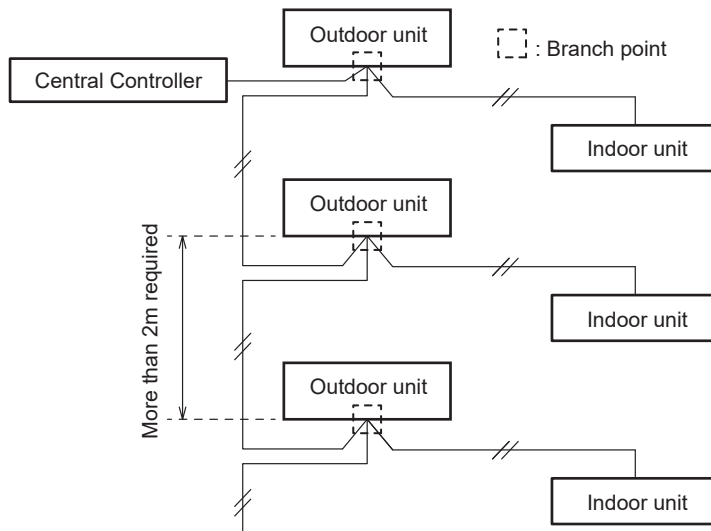 Outdoor unit
: Branch point
Central Controller
Indoor unit
Outdoor unit
More than 2m required
Indoor unit
Outdoor unit
Indoor unit